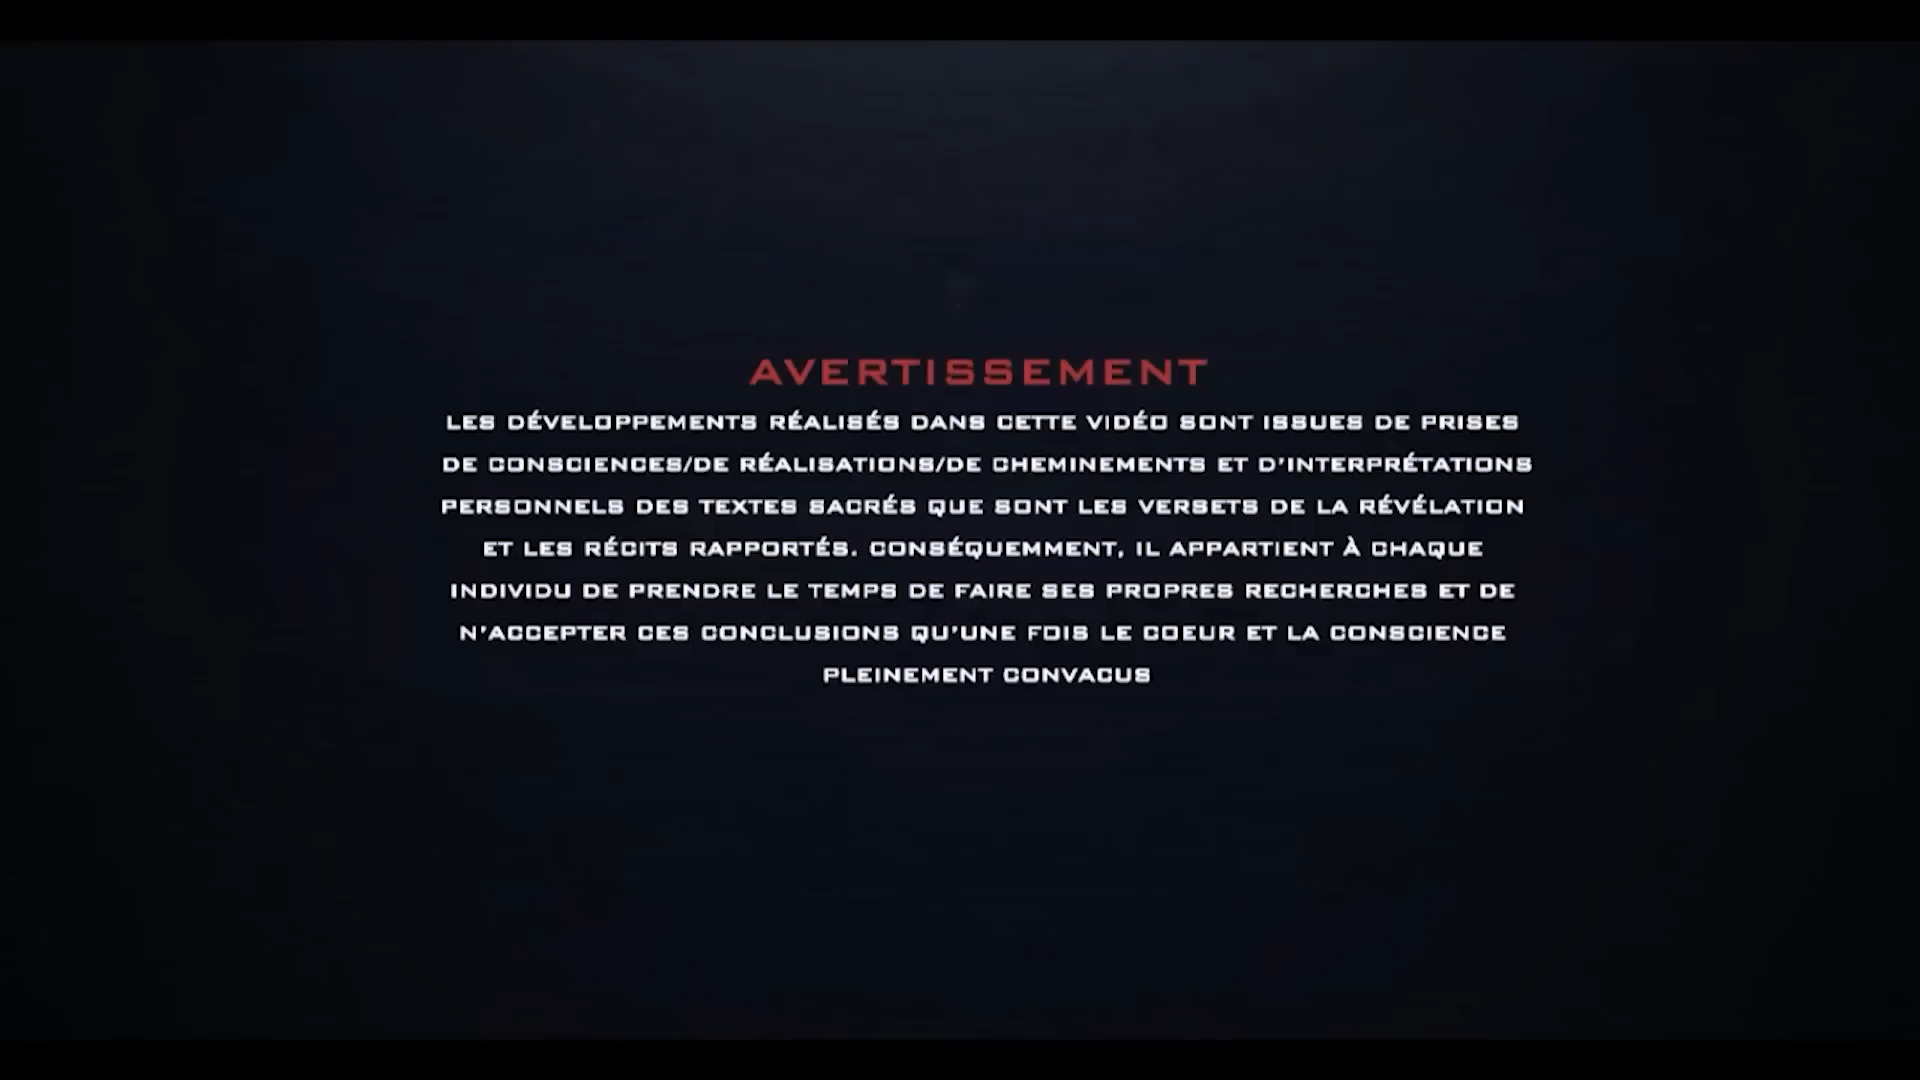 AVERTISSEMENT
LES DÉVELOPPEMENTS RÉALISÉS DANS CETTE VIDÉO SONT ISSUES DE PRISES
DE CONSCIENCES/DE RÉALISATIONS/DE CHEMINEMENTS ET D'INTERPRÉTATIONS
PERSONNELS DES TEXTES SACRÉS QUE SONT LES VERSETS DE LA RÉVÉLATION
ET LES RÉCITS RAPPORTÉS. CONSÉQUEMMENT, IL APPARTIENT À CHAQUE
INDIVIDU DE PRENDRE LE TEMPS DE FAIRE SES PROPRES RECHERCHES ET DE
N'ACCEPTER CES CONCLUSIONS QU'UNE FOIS LE COEUR ET LA CONSCIENCE
PLEINEMENT CONVACUS